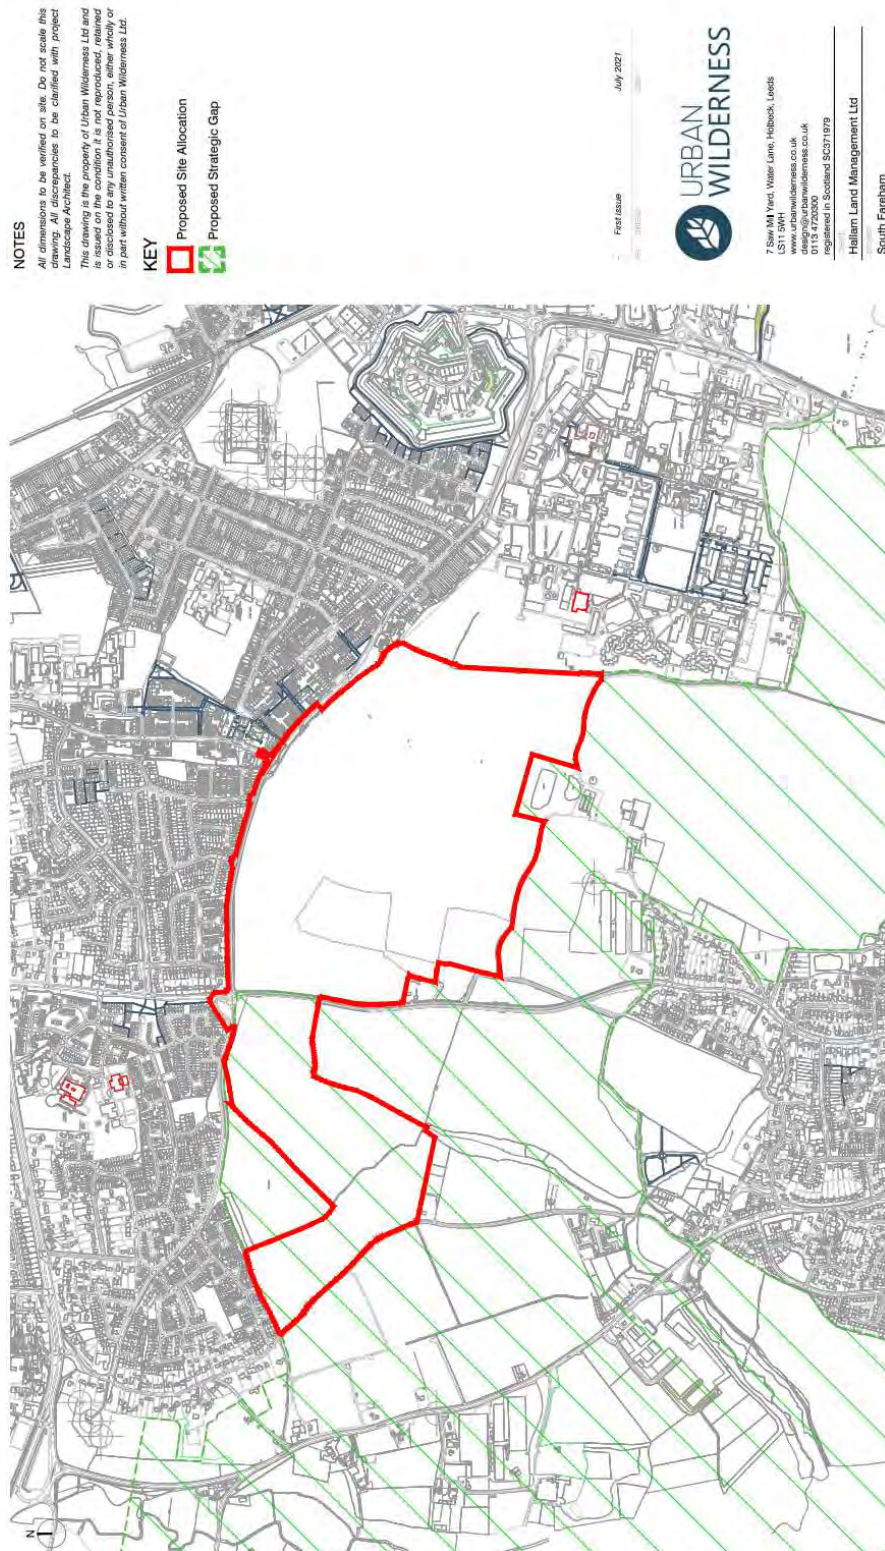 NOTES
All dimensions to be verified on site. Do not scale this
drawing. All discrepancies to be clarified with project
Landscape Architect.
This drawing is the property of Urban Wilderness Ltd and
is issued on the condition it is not reproduced, retained
or disclosed to any unauthorised person, either wholly or
in part without written consent of Urban Wilderness Ltd.
KEY
Proposed Site Allocation
Proposed Strategic Gap
- First issue July 2021
URBAN
WILDERNESS
7 Saw Mill Yard, Water Lane, Holbeck, Leeds
LS11 5WH
www.urbanwilderness.co.uk
design@urbanwilderness.co.uk
0113 4720300
registered in Scotland SC371979
Hallam Land Management Ltd
South Fareham
N